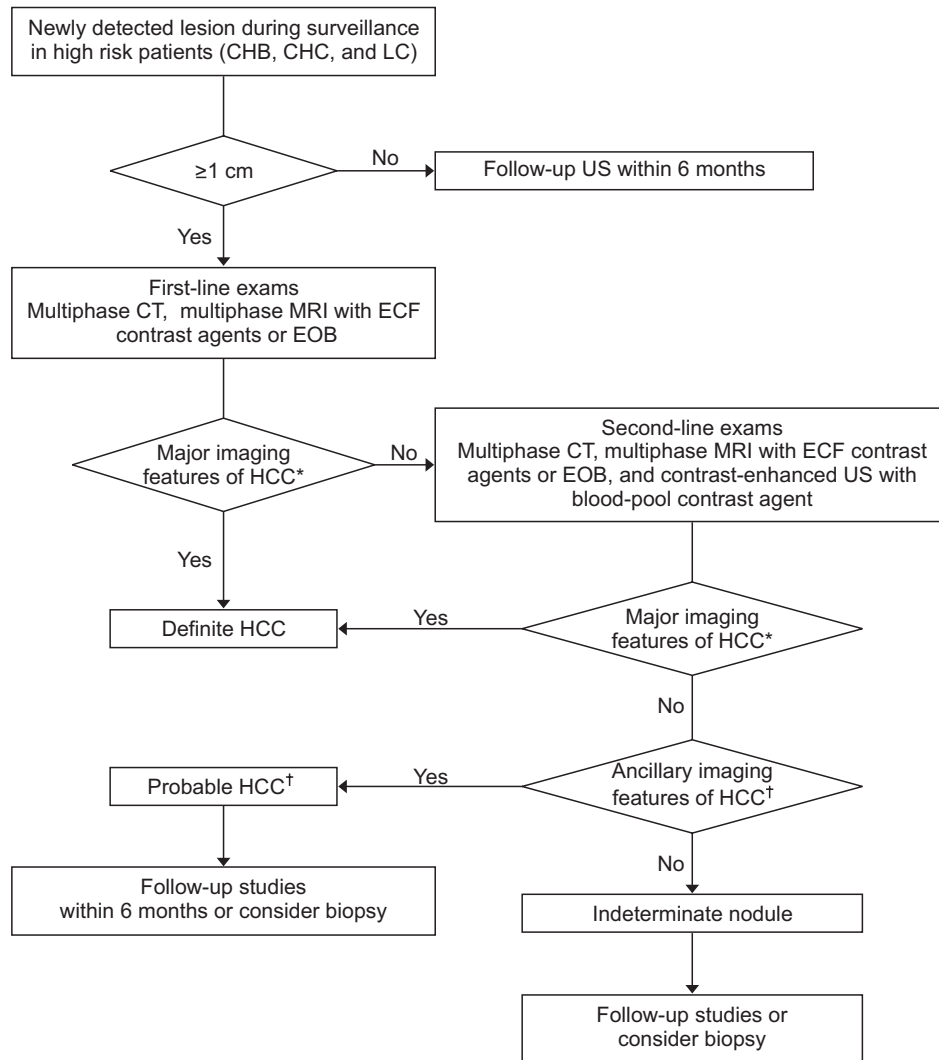 Newly detected lesion during surveillance
in high risk patients (CHB, CHC, and LC)
≥1 cm
No
Follow-up US within 6 months
Yes
First-line exams
Multiphase CT, multiphase MRI with ECF
contrast agents or EOB
Major imaging
features of HCC*
No
Second-line exams
Multiphase CT, multiphase MRI with ECF contrast
agents or EOB, and contrast-enhanced US with
blood-pool contrast agent
Yes
Definite HCC
Yes
Major imaging
features of HCC*
No
Probable HCC†
Yes
Ancillary imaging
features of HCC†
Follow-up studies
within 6 months or consider biopsy
No
Indeterminate nodule
Follow-up studies or
consider biopsy